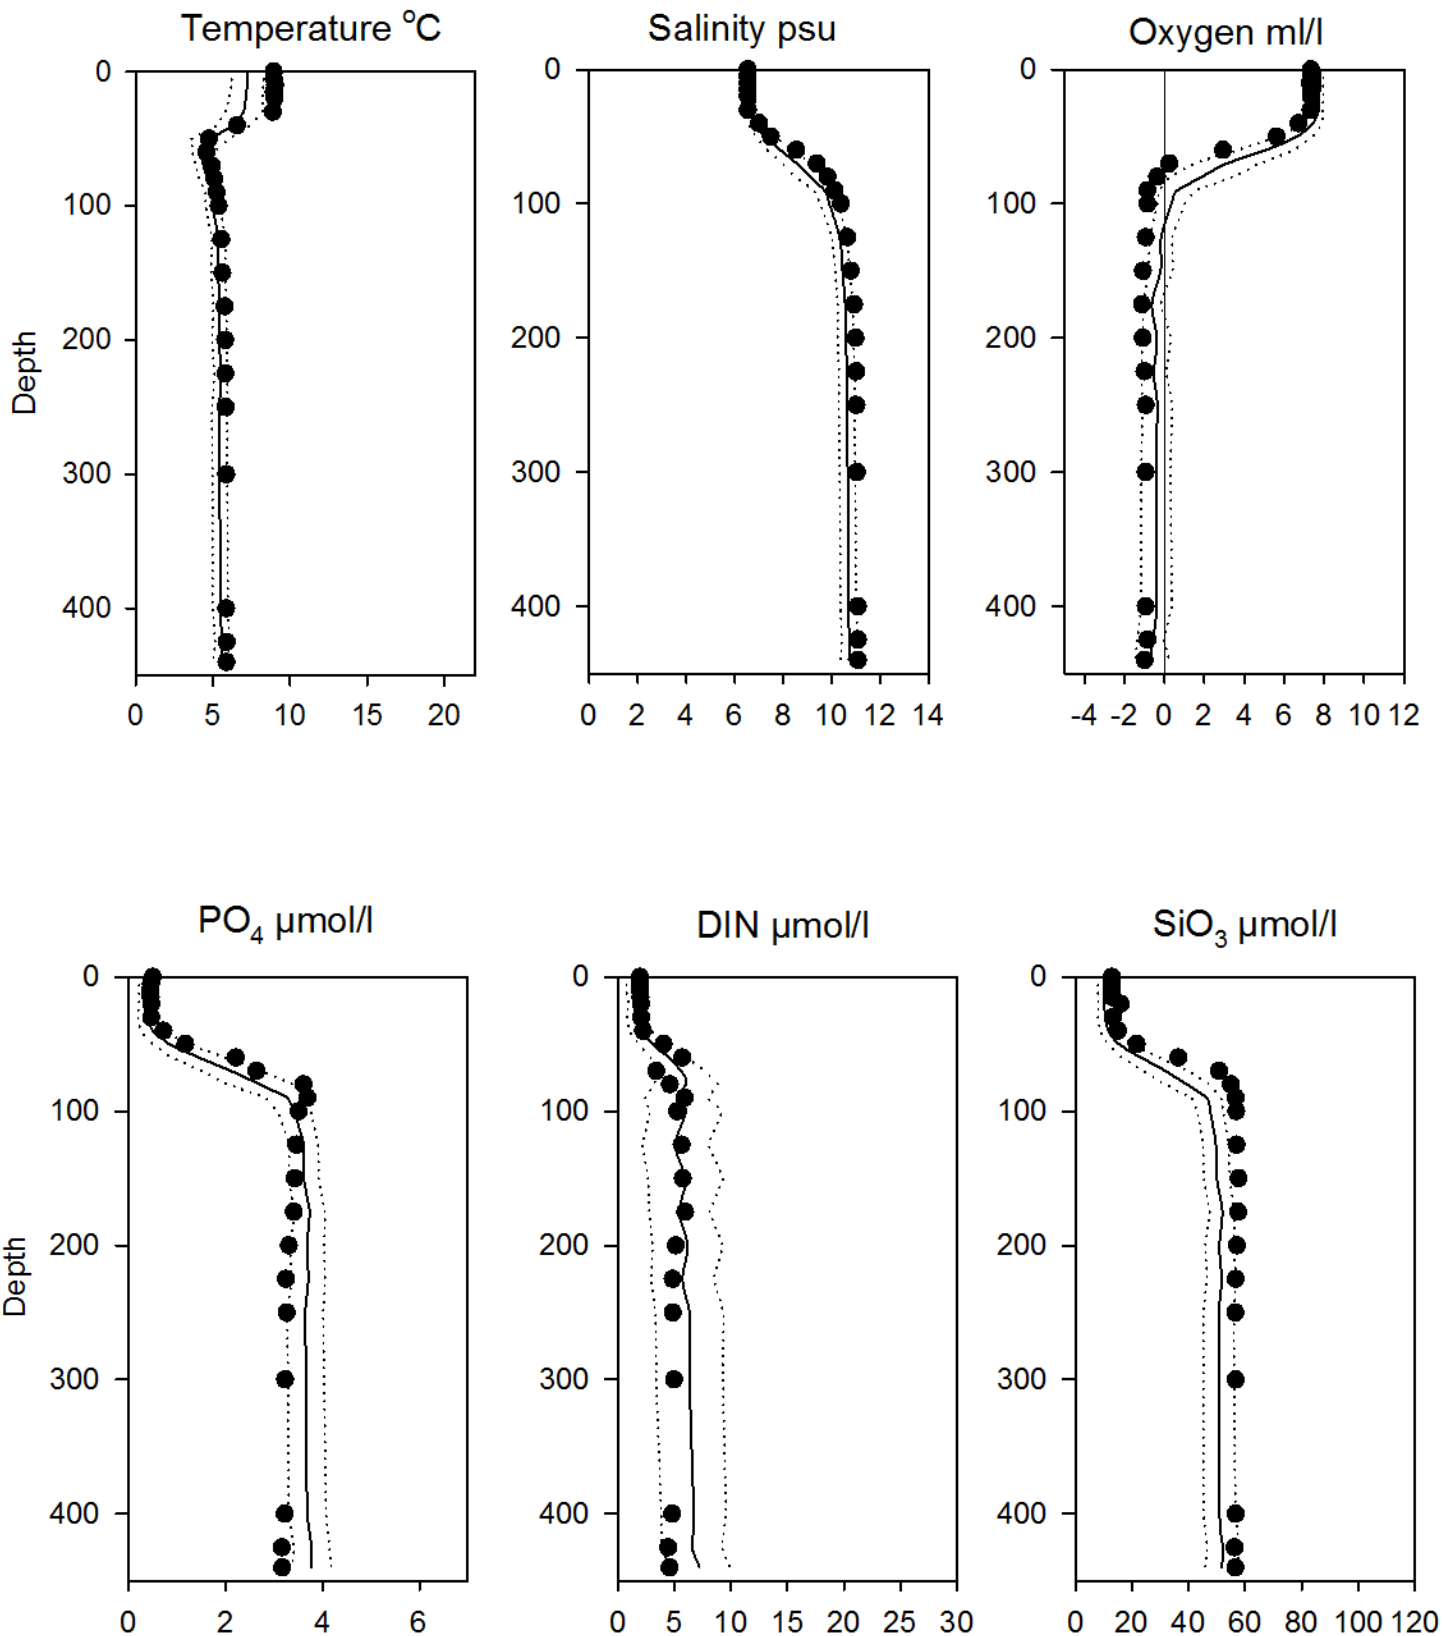 Temperature °C
Salinity psu
Oxygen ml/l
0
100
200
300
400
Depth
0 5 10 15 20
0
100
200
300
400
0 2 4 6 8 10 12 14
0
100
200
300
400
-4 -2 0 2 4 6 8 10 12
PO4 µmol/l
DIN µmol/l
SiO3 µmol/l
0
100
200
300
400
Depth
0 2 4 6
0
100
200
300
400
0 5 10 15 20 25 30
0
100
200
300
400
0 20 40 60 80 100 120